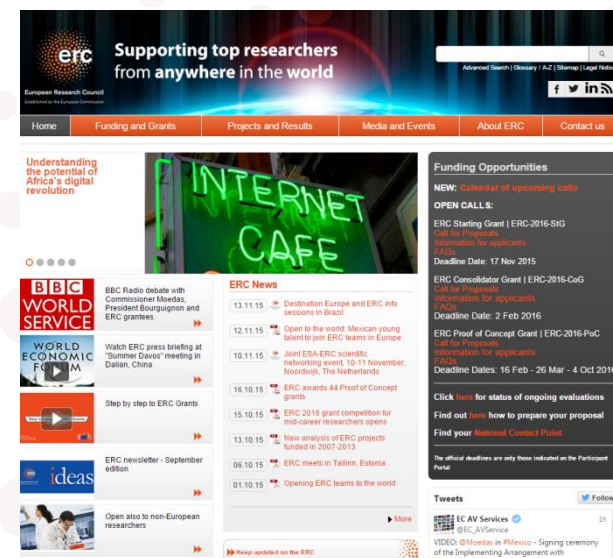 erc
European Research Council
Established by the European Commission
Supporting top researchers
from anywhere in the world
Advanced Search | Glossary / A-Z | Sitemap | Legal Notic
Home
Funding and Grants
Projects and Results
Media and Events
About ERC
Contact us
Understanding
the potential of
Africa's digital
revolution
INTERNET
CAFE
BBC
WORLD
SERVICE
BBC Radio debate with
Commissioner Moedas,
President Bourguignon and
ERC grantees.
WORLD
ECONOMIC
FORUM
Watch ERC press briefing at
"Summer Davos" meeting in
Dalian, China
Step by step to ERC Grants
ideas
ERC newsletter - September
edition
Open also to non-European
researchers
ERC News
13.11.15 Destination Europe and ERC info
sessions in Brazil
12.11.15 Open to the world: Mexican young
talent to join ERC teams in Europe
10.11.15 Joint ESA-ERC scientific
networking event, 10-11 November,
Noordwijk, The Netherlands
16.10.15 ERC awards 44 Proof of Concept
grants
15.10.15 ERC 2016 grant competition for
mid-career researchers opens
13.10.15 New analysis of ERC projects
funded in 2007-2013
06.10.15 ERC meets in Tallinn, Estonia
01.10.15 Opening ERC teams to the world
More
Keep updated on the ERC
Funding Opportunities
NEW: Calendar of upcoming calls
OPEN CALLS:
ERC Starting Grant | ERC-2016-StG
Call for Proposals
Information for applicants
FAQs
Deadline Date: 17 Nov 2015
ERC Consolidator Grant | ERC-2016-CoG
Call for Proposals
Information for applicants
FAQs
Deadline Date: 2 Feb 2016
ERC Proof of Concept Grant | ERC-2016-PoC
Call for Proposals
Information for applicants
FAQs
Deadline Dates: 16 Feb - 26 Mar - 4 Oct 2016
Click here for status of ongoing evaluations
Find out here how to prepare your proposal
Find your National Contact Point
The official deadlines are only those indicated on the Participant
Portal
Tweets
Follow
EC AV Services
1h
@EC_AVService
VIDEO: @Moedas in #Mexico - Signing ceremony
of the Implementing Arrangement with